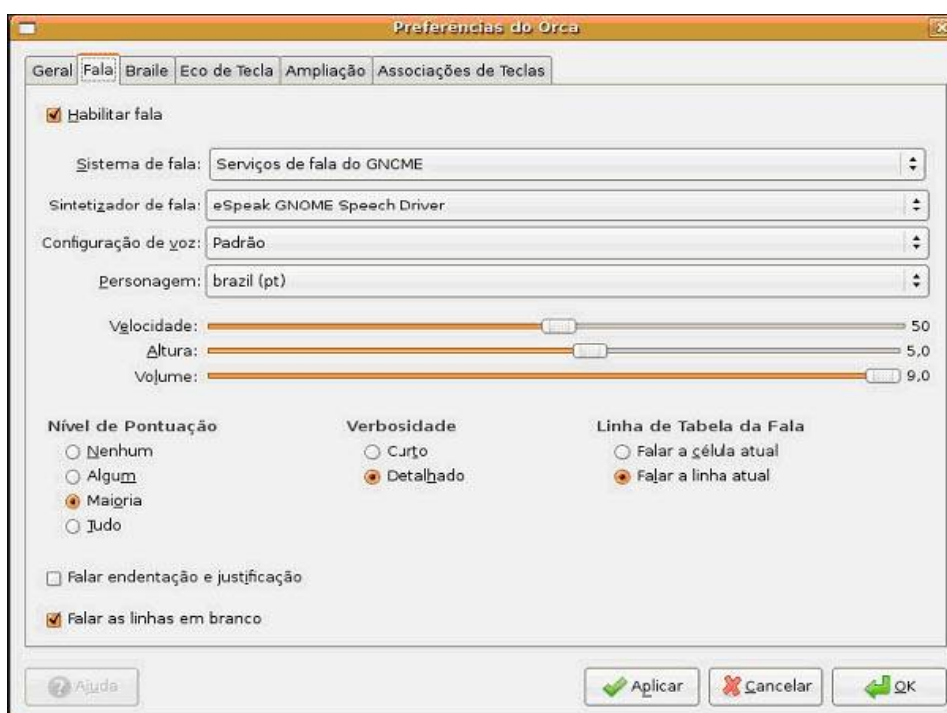 Preferências do Orca
Geral Fala Braile Eco de Tecla Ampliação Associações de Teclas
Habilitar fala
Sistema de fala: Serviços de fala do GNCME
Sintetizador de fala: eSpeak GNOME Speech Driver
Configuração de voz: Padrão
Personagem: brazil (pt)
Velocidade: 50
Altura: 5,0
Volume: 9,0
Nível de Pontuação Verbosidade Linha de Tabela da Fala
Nenhum Curto Falar a célula atual
Algum Detalhado Falar a linha atual
Maioria
Tudo
Falar endentação e justificação
Falar as linhas em branco
Ajuda Aplicar Cancelar OK